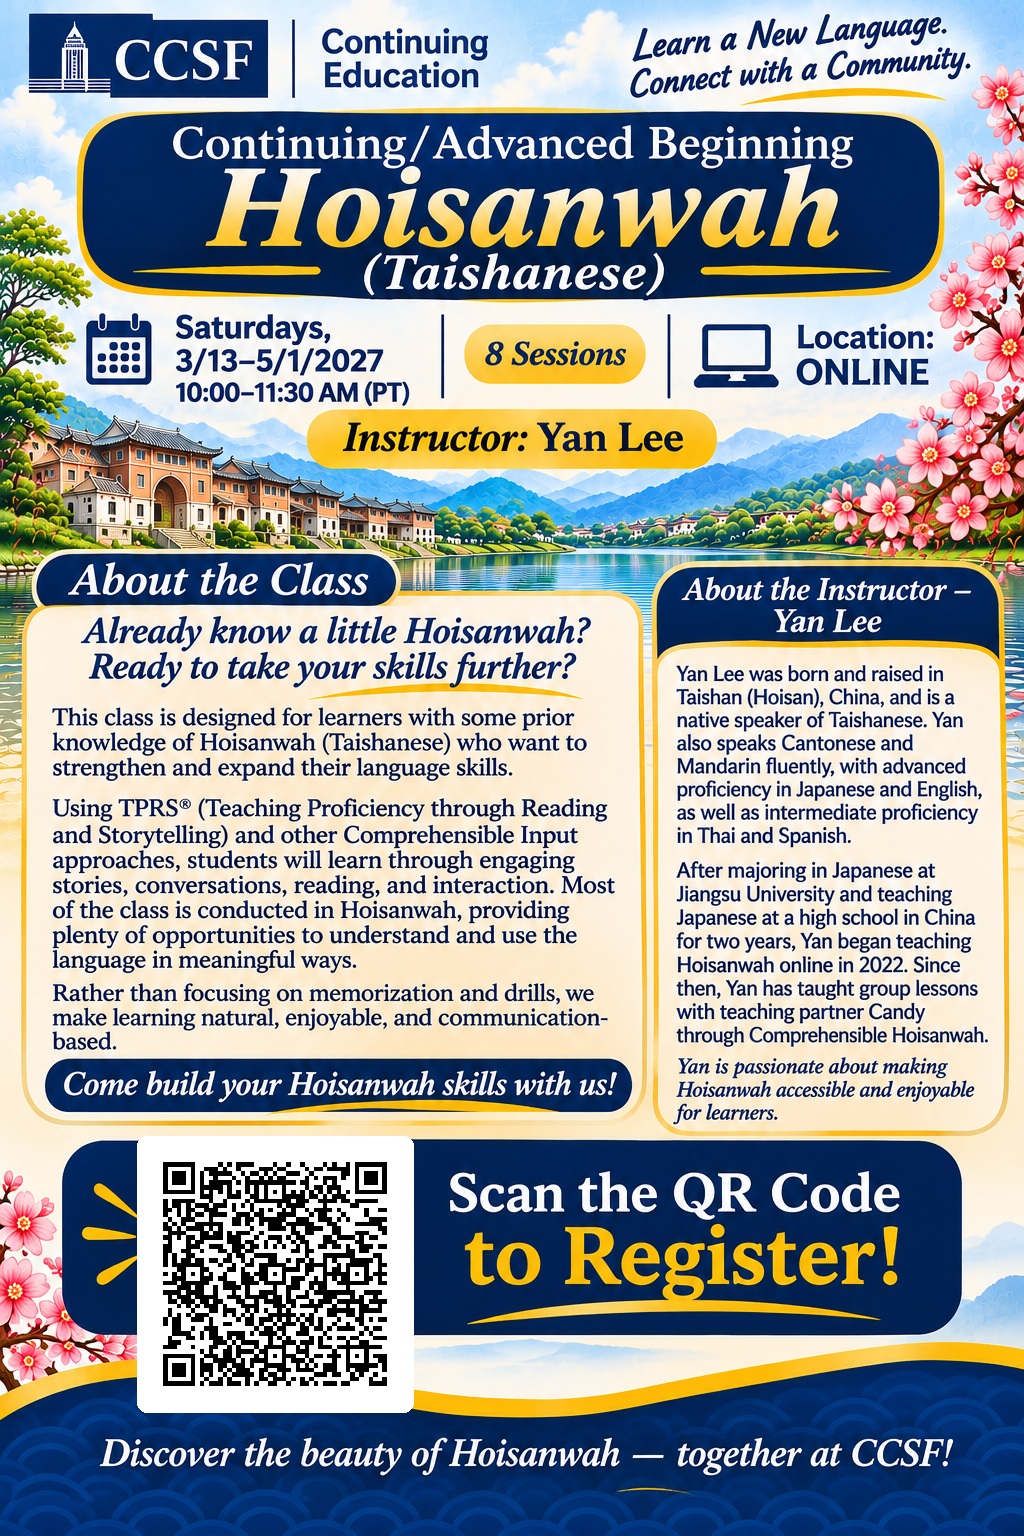 CCSF
Continuing
Education
Learn a New Language.
Connect with a Community.
Continuing/Advanced Beginning
Hoisanwah
(Taishanese)
Saturdays,
3/13–5/1/2027
10:00–11:30 AM (PT)
8 Sessions
Location:
ONLINE
Instructor: Yan Lee
About the Class
Already know a little Hoisanwah?
Ready to take your skills further?
This class is designed for learners with some prior
knowledge of Hoisanwah (Taishanese) who want to
strengthen and expand their language skills.
Using TPRS® (Teaching Proficiency through Reading
and Storytelling) and other Comprehensible Input
approaches, students will learn through engaging
stories, conversations, reading, and interaction. Most
of the class is conducted in Hoisanwah, providing
plenty of opportunities to understand and use the
language in meaningful ways.
Rather than focusing on memorization and drills, we
make learning natural, enjoyable, and communication-
based.
Come build your Hoisanwah skills with us!
About the Instructor –
Yan Lee
Yan Lee was born and raised in
Taishan (Hoisan), China, and is a
native speaker of Taishanese. Yan
also speaks Cantonese and
Mandarin fluently, with advanced
proficiency in Japanese and English,
as well as intermediate proficiency
in Thai and Spanish.
After majoring in Japanese at
Jiangsu University and teaching
Japanese at a high school in China
for two years, Yan began teaching
Hoisanwah online in 2022. Since
then, Yan has taught group lessons
with teaching partner Candy
through Comprehensible Hoisanwah.
Yan is passionate about making
Hoisanwah accessible and enjoyable
for learners.
Scan the QR Code
to Register!
Discover the beauty of Hoisanwah — together at CCSF!